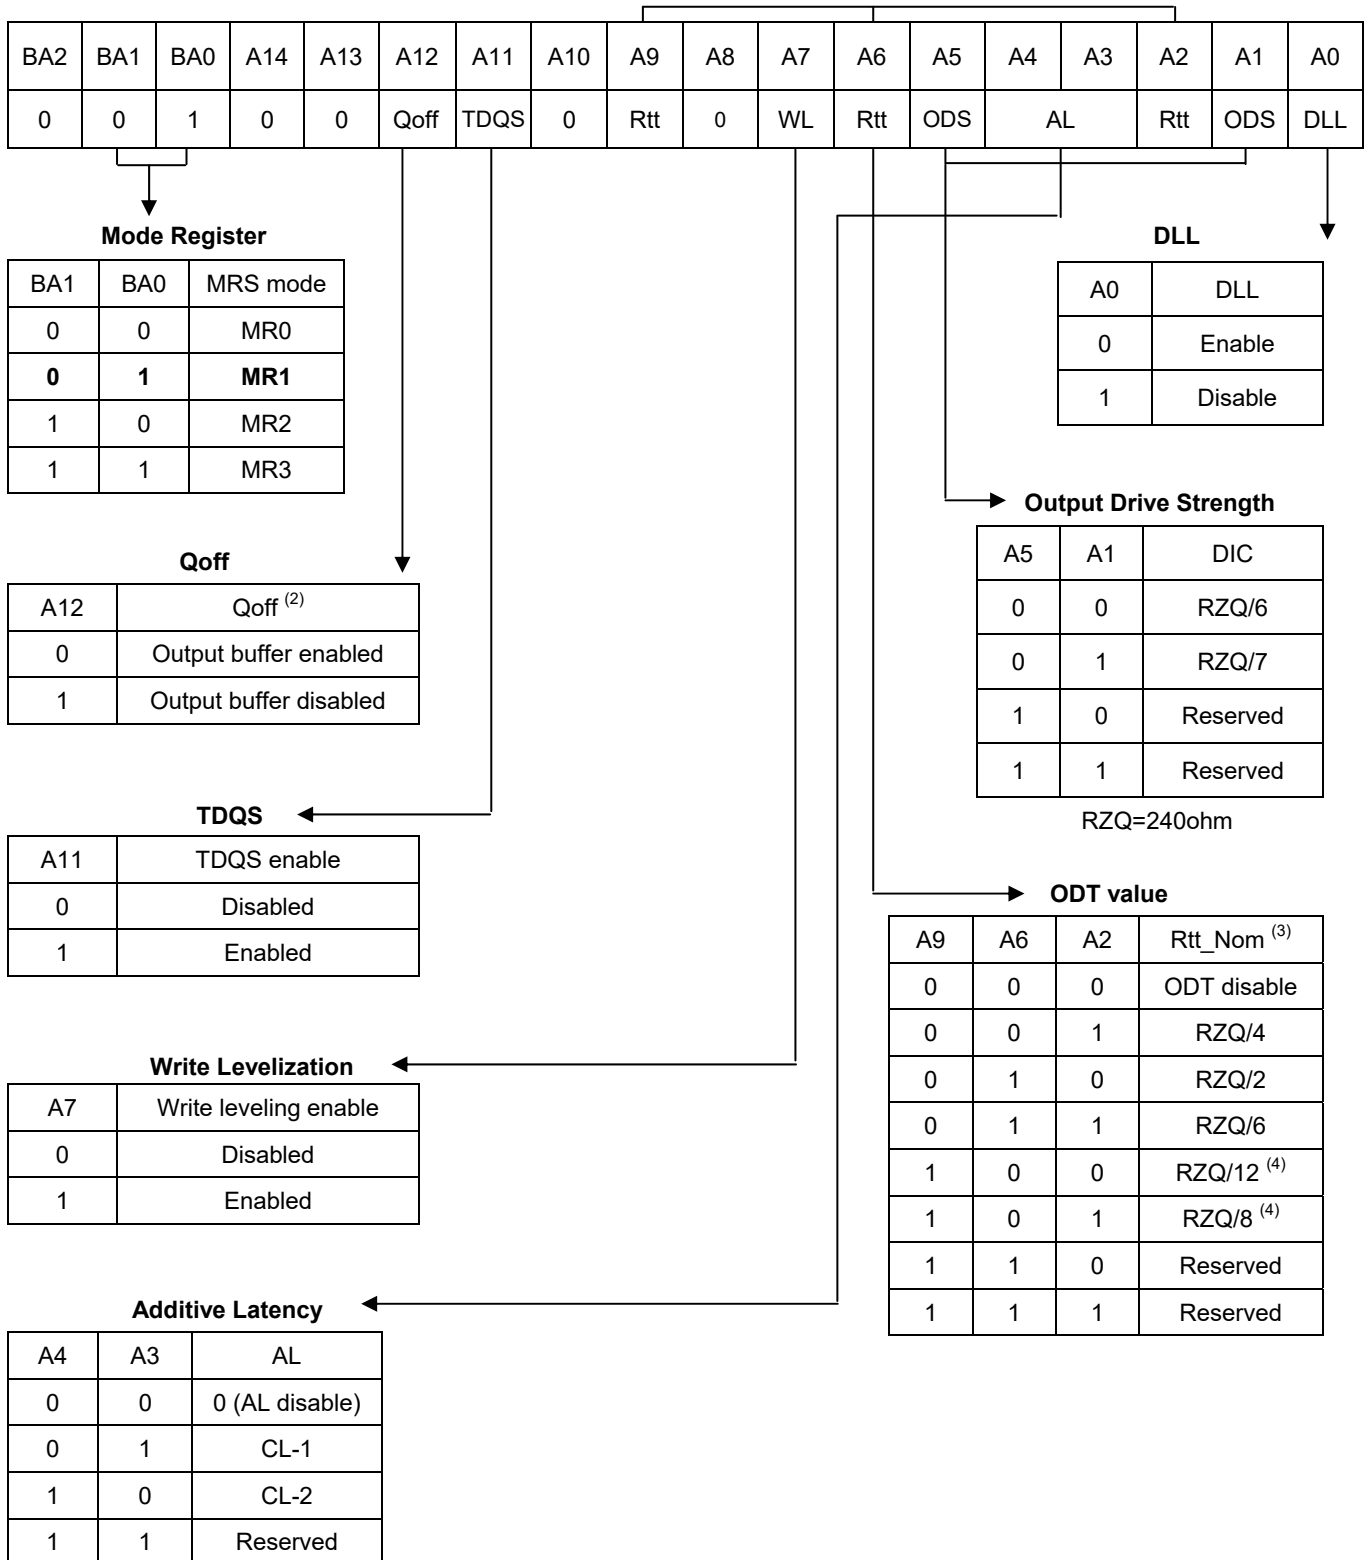 BA2 BA1 BA0 A14 A13 A12 A11 A10 A9 A8 A7 A6 A5 A4 A3 A2 A1 A0
0 0 1 0 0 Qoff TDQS 0 Rtt 0 WL Rtt ODS AL Rtt ODS DLL
Mode Register
BA1 BA0 MRS mode
0 0 MR0
0 1 MR1
1 0 MR2
1 1 MR3
Qoff
A12 Qoff (2)
0 Output buffer enabled
1 Output buffer disabled
TDQS
A11 TDQS enable
0 Disabled
1 Enabled
Write Levelization
A7 Write leveling enable
0 Disabled
1 Enabled
Additive Latency
A4 A3 AL
0 0 0 (AL disable)
0 1 CL-1
1 0 CL-2
1 1 Reserved
DLL
A0 DLL
0 Enable
1 Disable
Output Drive Strength
A5 A1 DIC
0 0 RZQ/6
0 1 RZQ/7
1 0 Reserved
1 1 Reserved
RZQ=240ohm
ODT value
A9 A6 A2 Rtt_Nom (3)
0 0 0 ODT disable
0 0 1 RZQ/4
0 1 0 RZQ/2
0 1 1 RZQ/6
1 0 0 RZQ/12 (4)
1 0 1 RZQ/8 (4)
1 1 0 Reserved
1 1 1 Reserved